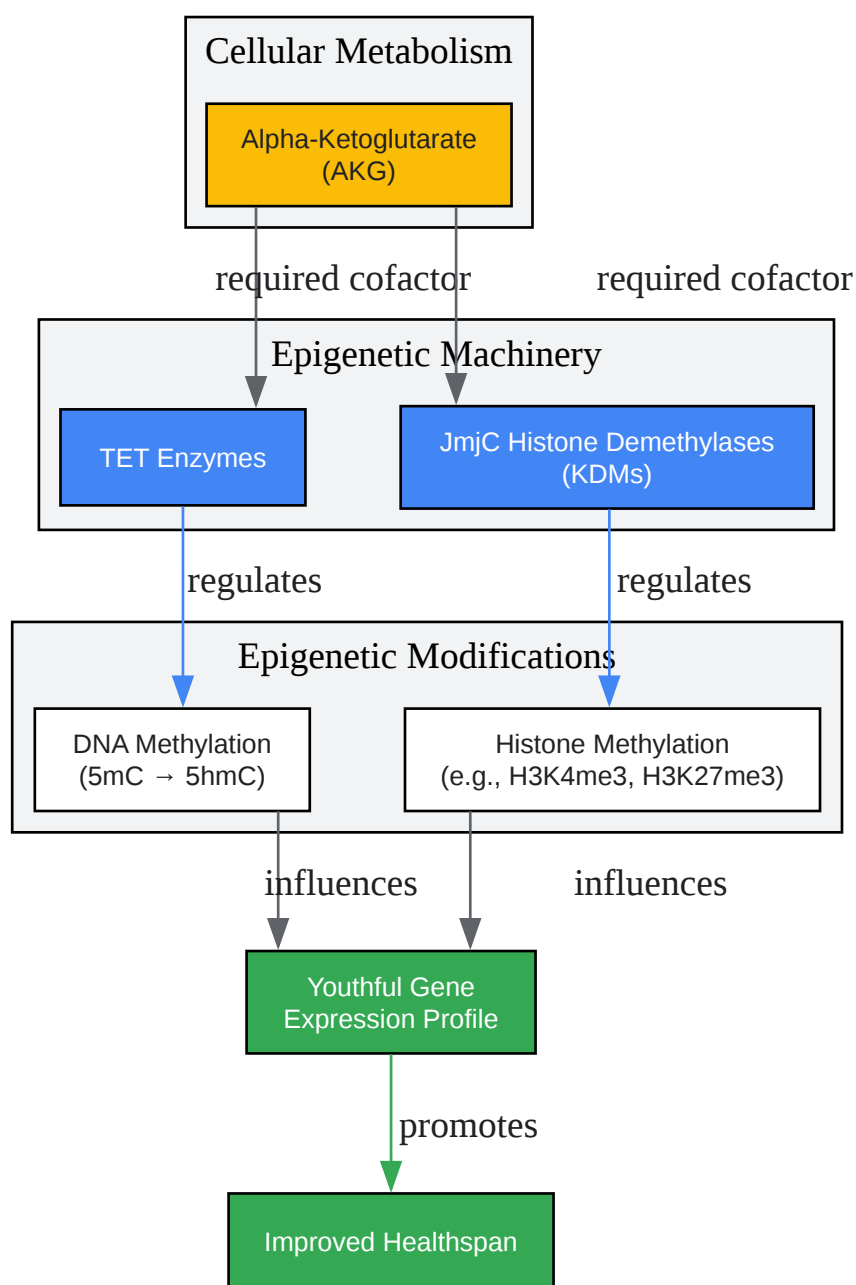 Cellular Metabolism
Alpha-Ketoglutarate
(AKG)
required cofactor
required cofactor
Epigenetic Machinery
TET Enzymes
JmjC Histone Demethylases
(KDMs)
regulates
regulates
Epigenetic Modifications
DNA Methylation
(5mC → 5hmC)
Histone Methylation
(e.g., H3K4me3, H3K27me3)
influences
influences
Youthful Gene
Expression Profile
promotes
Improved Healthspan